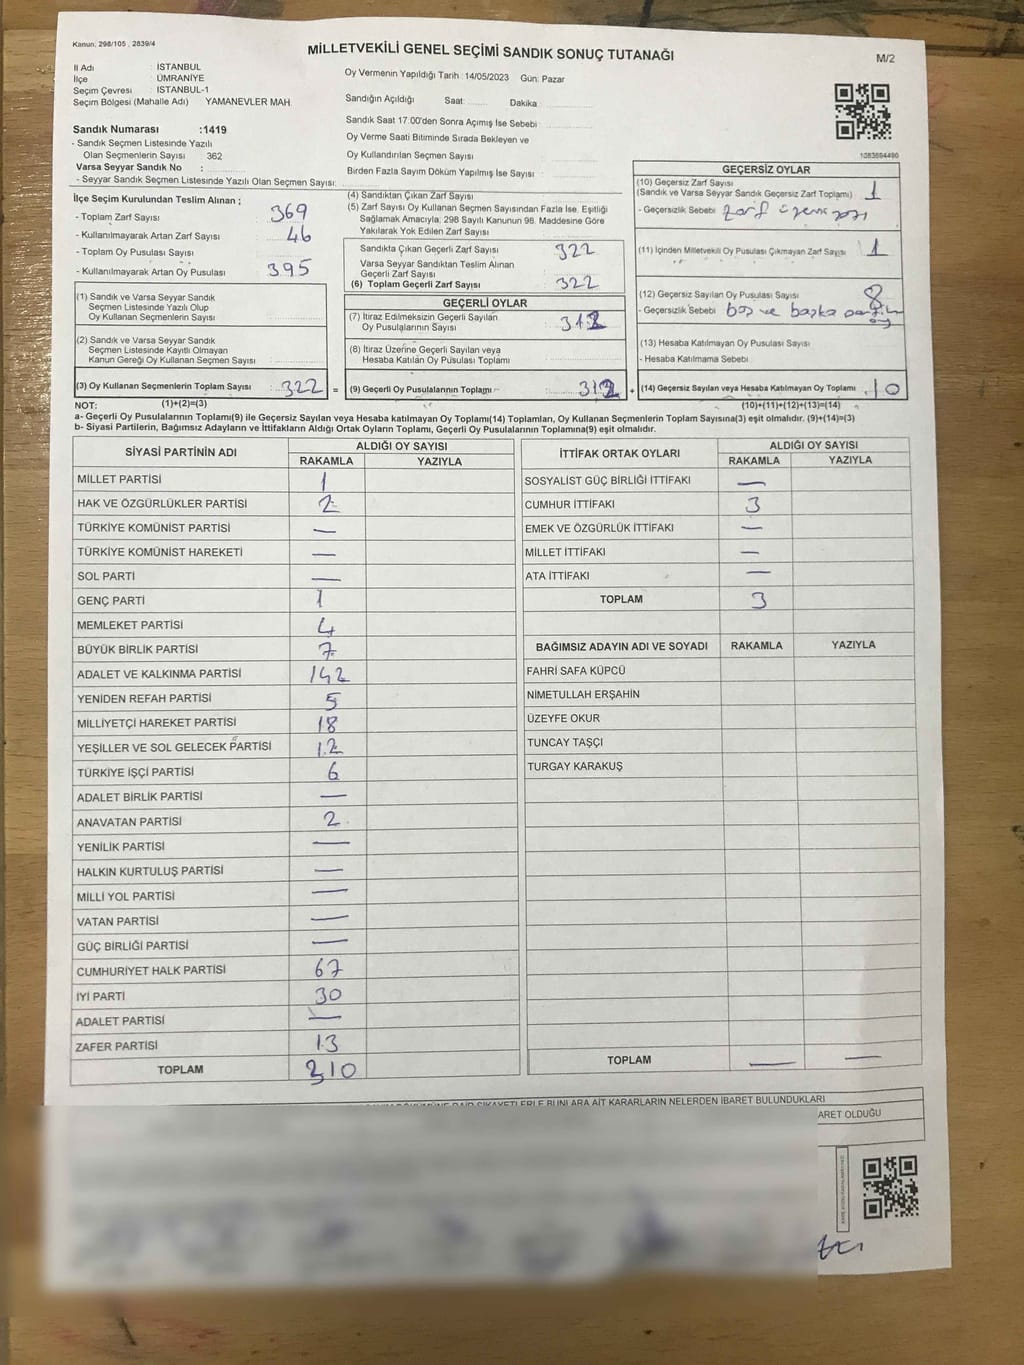 Kanun: 298/105 , 2839/4
MİLLETVEKİLİ GENEL SEÇİMİ SANDIK SONUÇ TUTANAĞI
M/2
İl Adı : İSTANBUL
İlçe : ÜMRANİYE
Seçim Çevresi : İSTANBUL-1
Seçim Bölgesi (Mahalle Adı) YAMANEVLER MAH.
Sandık Numarası :1419
- Sandık Seçmen Listesinde Yazılı
Olan Seçmenlerin Sayısı : 362
Varsa Seyyar Sandık No :
- Seyyar Sandık Seçmen Listesinde Yazılı Olan Seçmen Sayısı:
Oy Vermenin Yapıldığı Tarih :14/05/2023 Gün: Pazar
Sandığın Açıldığı Saat: Dakika:
Sandık Saat 17.00'den Sonra Açımış İse Sebebi:
Oy Verme Saati Bitiminde Sırada Bekleyen ve
Oy Kullandırılan Seçmen Sayısı
Birden Fazla Sayım Döküm Yapılmış İse Sayısı :
1083694490
İlçe Seçim Kurulundan Teslim Alınan ;
- Toplam Zarf Sayısı : 369
- Kullanılmayarak Artan Zarf Sayısı : 46
- Toplam Oy Pusulası Sayısı :
- Kullanılmayarak Artan Oy Pusulası : 395
(4) Sandıktan Çıkan Zarf Sayısı
(5) Zarf Sayısı Oy Kullanan Seçmen Sayısından Fazla İse, Eşitliği
Sağlamak Amacıyla; 298 Sayılı Kanunun 98. Maddesine Göre
Yakılarak Yok Edilen Zarf Sayısı
Sandıkta Çıkan Geçerli Zarf Sayısı 322
Varsa Seyyar Sandıktan Teslim Alınan
Geçerli Zarf Sayısı
(6) Toplam Geçerli Zarf Sayısı 322
GEÇERSİZ OYLAR
(10) Geçersiz Zarf Sayısı
(Sandık ve Varsa Seyyar Sandık Geçersiz Zarf Toplamı) 1
- Geçersizlik Sebebi zarf üzeri yazı
(11) İçinden Milletvekili Oy Pusulası Çıkmayan Zarf Sayısı 1
(12) Geçersiz Sayılan Oy Pusulası Sayısı 8
- Geçersizlik Sebebi boş ve başka
oy
(13) Hesaba Katılmayan Oy Pusulası Sayısı
- Hesaba Katılmama Sebebi
(1) Sandık ve Varsa Seyyar Sandık
Seçmen Listesinde Yazılı Olup
Oy Kullanan Seçmenlerin Sayısı
(2) Sandık ve Varsa Seyyar Sandık
Seçmen Listesinde Kayıtlı Olmayan
Kanun Gereği Oy Kullanan Seçmen Sayısı
GEÇERLİ OYLAR
(7) İtiraz Edilmeksizin Geçerli Sayılan
Oy Pusulalarının Sayısı 312
(8) İtiraz Üzerine Geçerli Sayılan veya
Hesaba Katılan Oy Pusulası Toplamı
(3) Oy Kullanan Seçmenlerin Toplam Sayısı : 322 = (9) Geçerli Oy Pusulalarının Toplamı 312 + (14) Geçersiz Sayılan veya Hesaba Katılmayan Oy Toplamı 10
NOT: (1)+(2)=(3) (10)+(11)+(12)+(13)=(14)
a- Geçerli Oy Pusulalarının Toplamı(9) ile Geçersiz Sayılan veya Hesaba katılmayan Oy Toplamı(14) Toplamları, Oy Kullanan Seçmenlerin Toplam Sayısına(3) eşit olmalıdır. (9)+(14)=(3)
b- Siyasi Partilerin, Bağımsız Adayların ve İttifakların Aldığı Ortak Oyların Toplamı, Geçerli Oy Pusulalarının Toplamına(9) eşit olmalıdır.
SİYASİ PARTİNİN ADI ALDIĞI OY SAYISI
RAKAMLA YAZIYLA
MİLLET PARTİSİ 1
HAK VE ÖZGÜRLÜKLER PARTİSİ 2
TÜRKİYE KOMÜNİST PARTİSİ —
TÜRKİYE KOMÜNİST HAREKETİ —
SOL PARTİ —
GENÇ PARTİ 1
MEMLEKET PARTİSİ 4
BÜYÜK BİRLİK PARTİSİ 7
ADALET VE KALKINMA PARTİSİ 142
YENİDEN REFAH PARTİSİ 5
MİLLİYETÇİ HAREKET PARTİSİ 18
YEŞİLLER VE SOL GELECEK PARTİSİ 12
TÜRKİYE İŞÇİ PARTİSİ 6
ADALET BİRLİK PARTİSİ —
ANAVATAN PARTİSİ 2
YENİLİK PARTİSİ —
HALKIN KURTULUŞ PARTİSİ —
MİLLİ YOL PARTİSİ —
VATAN PARTİSİ —
GÜÇ BİRLİĞİ PARTİSİ —
CUMHURİYET HALK PARTİSİ 67
İYİ PARTİ 30
ADALET PARTİSİ —
ZAFER PARTİSİ 13
TOPLAM 310
İTTİFAK ORTAK OYLARI ALDIĞI OY SAYISI
RAKAMLA YAZIYLA
SOSYALİST GÜÇ BİRLİĞİ İTTİFAKI —
CUMHUR İTTİFAKI 3
EMEK VE ÖZGÜRLÜK İTTİFAKI —
MİLLET İTTİFAKI —
ATA İTTİFAKI —
TOPLAM 3
BAĞIMSIZ ADAYIN ADI VE SOYADI RAKAMLA YAZIYLA
FAHRİ SAFA KÜPCÜ
NİMETULLAH ERŞAHİN
ÜZEYFE OKUR
TUNCAY TAŞÇI
TURGAY KARAKUŞ
TOPLAM — —
ŞİKAYETLERLE BUNLARA AİT KARARLARIN NELERDEN İBARET BULUNDUKLARI
ARET OLDUĞU